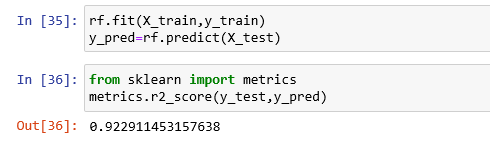 In [35]: rf.fit(X_train,y_train)
y_pred=rf.predict(X_test)
In [36]: from sklearn import metrics
metrics.r2_score(y_test,y_pred)
Out[36]: 0.922911453157638